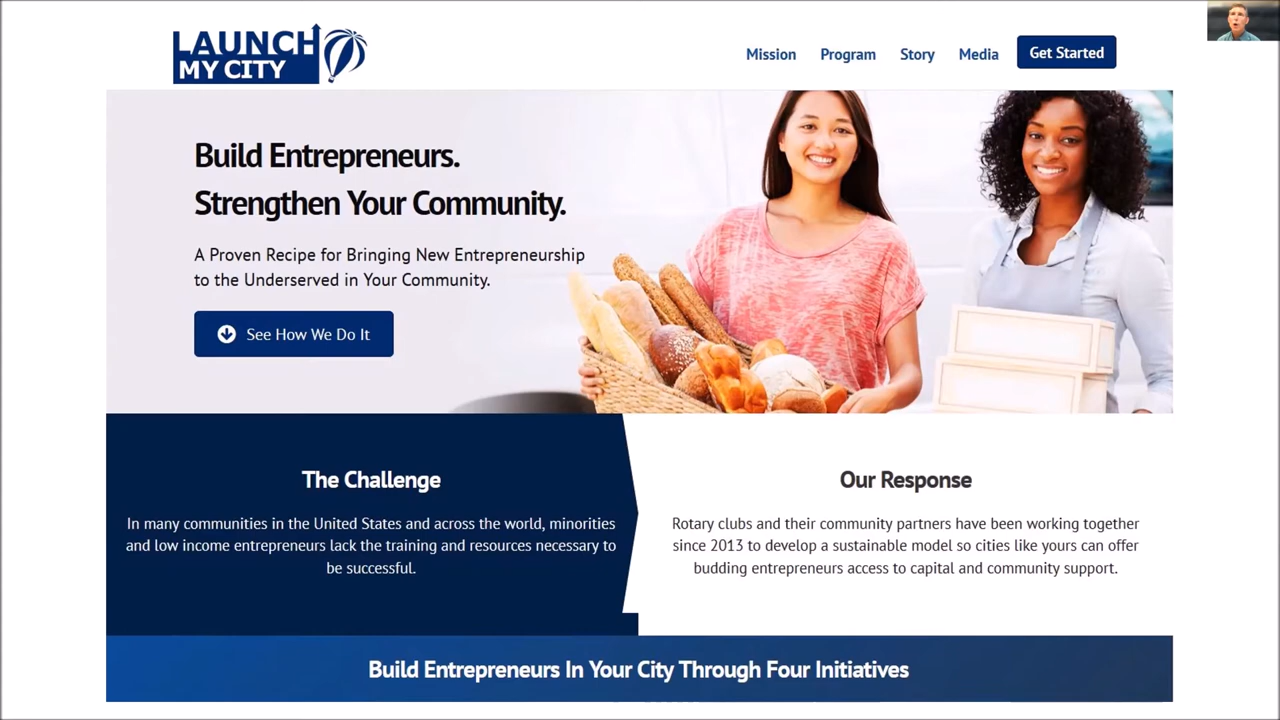 LAUNCH
MY CITY
Mission Program Story Media Get Started
Build Entrepreneurs.
Strengthen Your Community.
A Proven Recipe for Bringing New Entrepreneurship
to the Underserved in Your Community.
See How We Do It
The Challenge
In many communities in the United States and across the world, minorities
and low income entrepreneurs lack the training and resources necessary to
be successful.
Our Response
Rotary clubs and their community partners have been working together
since 2013 to develop a sustainable model so cities like yours can offer
budding entrepreneurs access to capital and community support.
Build Entrepreneurs In Your City Through Four Initiatives